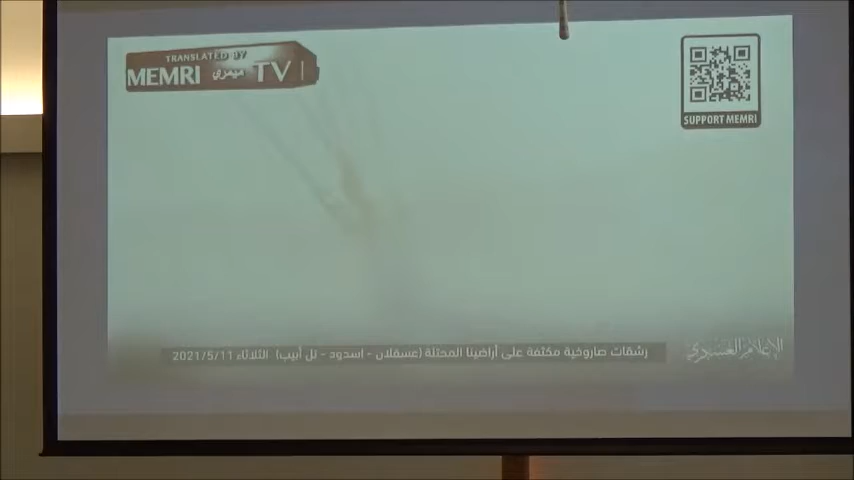 TRANSLATED BY
MEMRI ميمري TV
SUPPORT MEMRI
رشقات صاروخية مكثفة على أراضينا المحتلة (عسقلان - اسدود - تل أبيب) الثلاثاء 2021/5/11
الإعلام العسكري